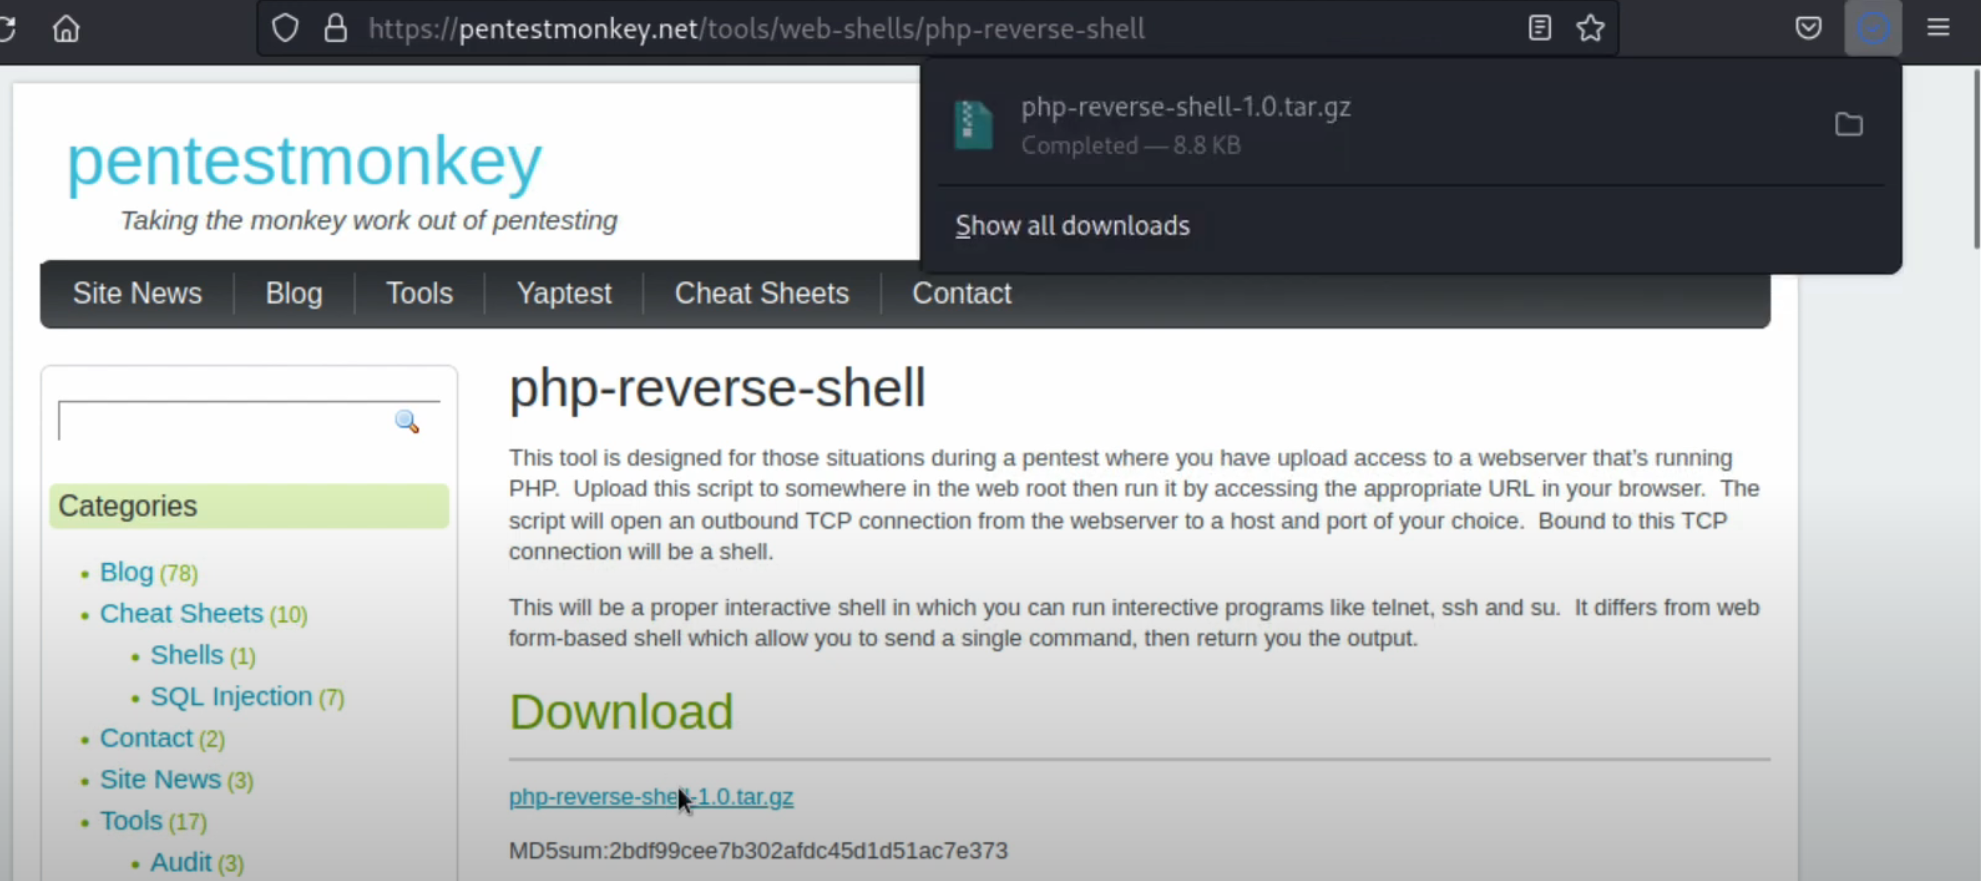 https://pentestmonkey.net/tools/web-shells/php-reverse-shell
php-reverse-shell-1.0.tar.gz
Completed — 8.8 KB
Show all downloads
pentestmonkey
Taking the monkey work out of pentesting
Site News
Blog
Tools
Yaptest
Cheat Sheets
Contact
Categories
Blog (78)
Cheat Sheets (10)
Shells (1)
SQL Injection (7)
Contact (2)
Site News (3)
Tools (17)
Audit (3)
php-reverse-shell
This tool is designed for those situations during a pentest where you have upload access to a webserver that’s running
PHP.  Upload this script to somewhere in the web root then run it by accessing the appropriate URL in your browser.  The
script will open an outbound TCP connection from the webserver to a host and port of your choice.  Bound to this TCP
connection will be a shell.
This will be a proper interactive shell in which you can run interective programs like telnet, ssh and su.  It differs from web
form-based shell which allow you to send a single command, then return you the output.
Download
php-reverse-shell-1.0.tar.gz
MD5sum:2bdf99cee7b302afdc45d1d51ac7e373